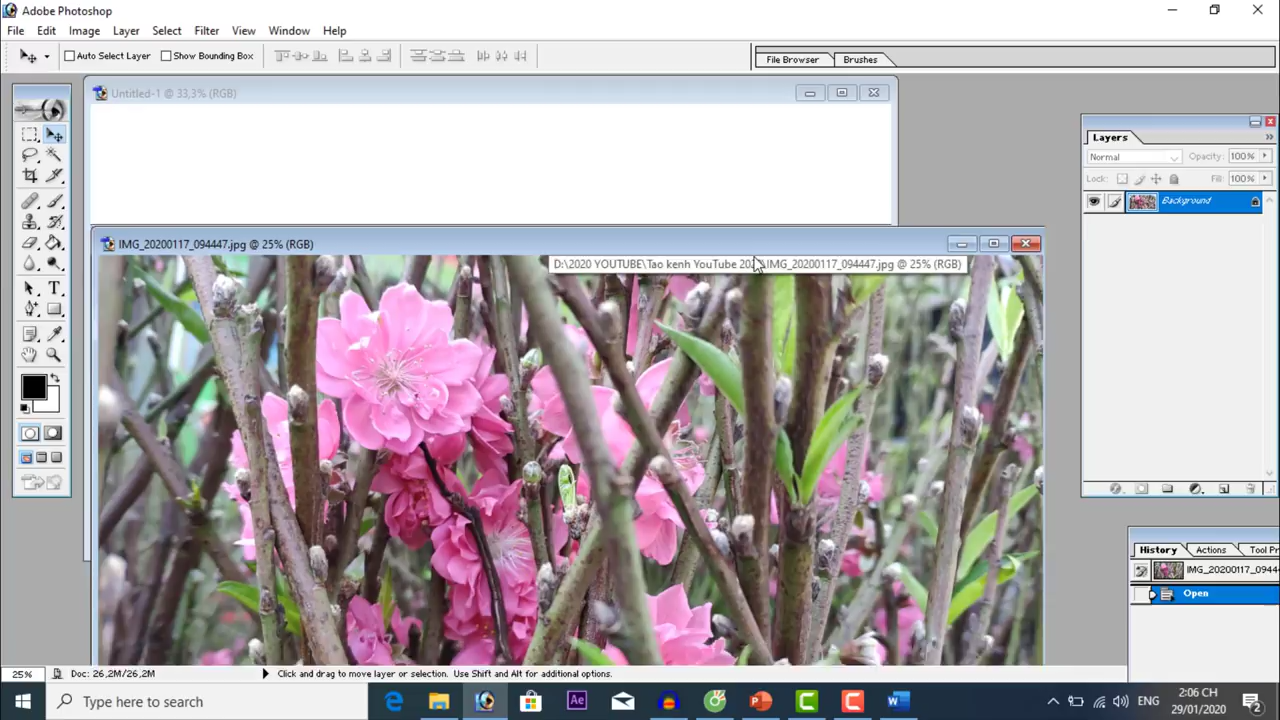 Adobe Photoshop
File Edit Image Layer Select Filter View Window Help
Auto Select Layer Show Bounding Box
File Browser Brushes
Untitled-1 @ 33,3% (RGB)
Layers
Normal Opacity: 100%
Lock: Fill: 100%
Background
IMG_20200117_094447.jpg @ 25% (RGB)
D:\2020 YOUTUBE\Tao kenh YouTube IMG_20200117_094447.jpg @ 25% (RGB)
History Actions Tool Pr
IMG_20200117_0944
Open
25% Doc: 26,2M/26,2M Click and drag to move layer or selection. Use Shift and Alt for additional options.
Type here to search
Ae
ENG
2:06 CH
29/01/2020
2